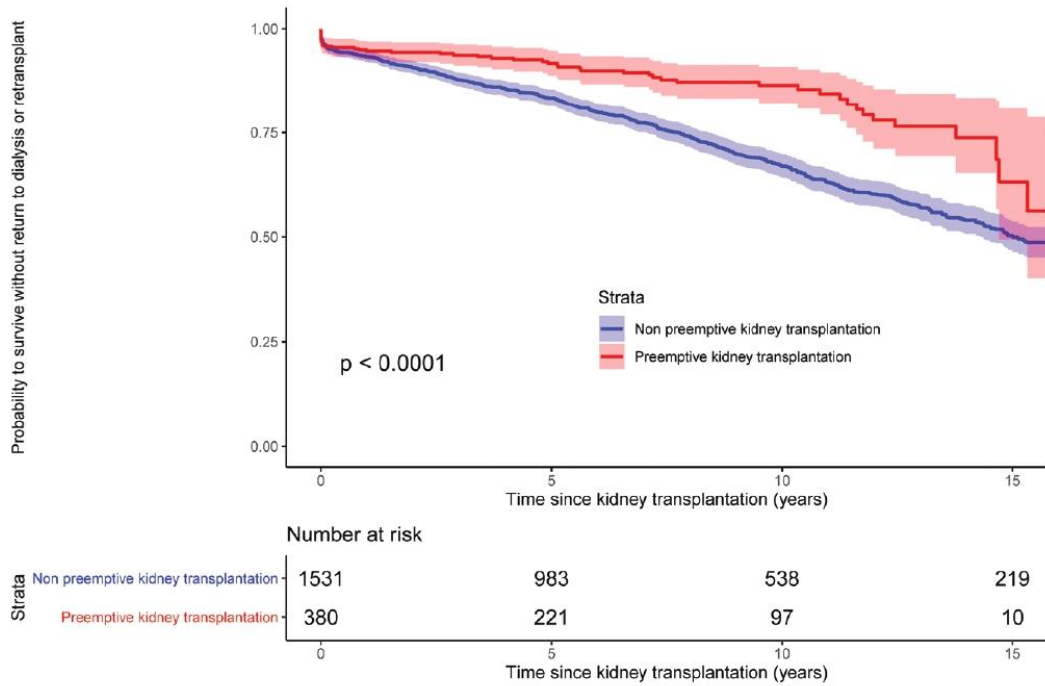 Probability to survive without return to dialysis or retransplant
1.00
0.75
0.50
0.25
0.00
Strata
Non preemptive kidney transplantation
Preemptive kidney transplantation
p < 0.0001
0 5 10 15
Time since kidney transplantation (years)
Number at risk
Strata
Non preemptive kidney transplantation 1531 983 538 219
Preemptive kidney transplantation 380 221 97 10
0 5 10 15
Time since kidney transplantation (years)